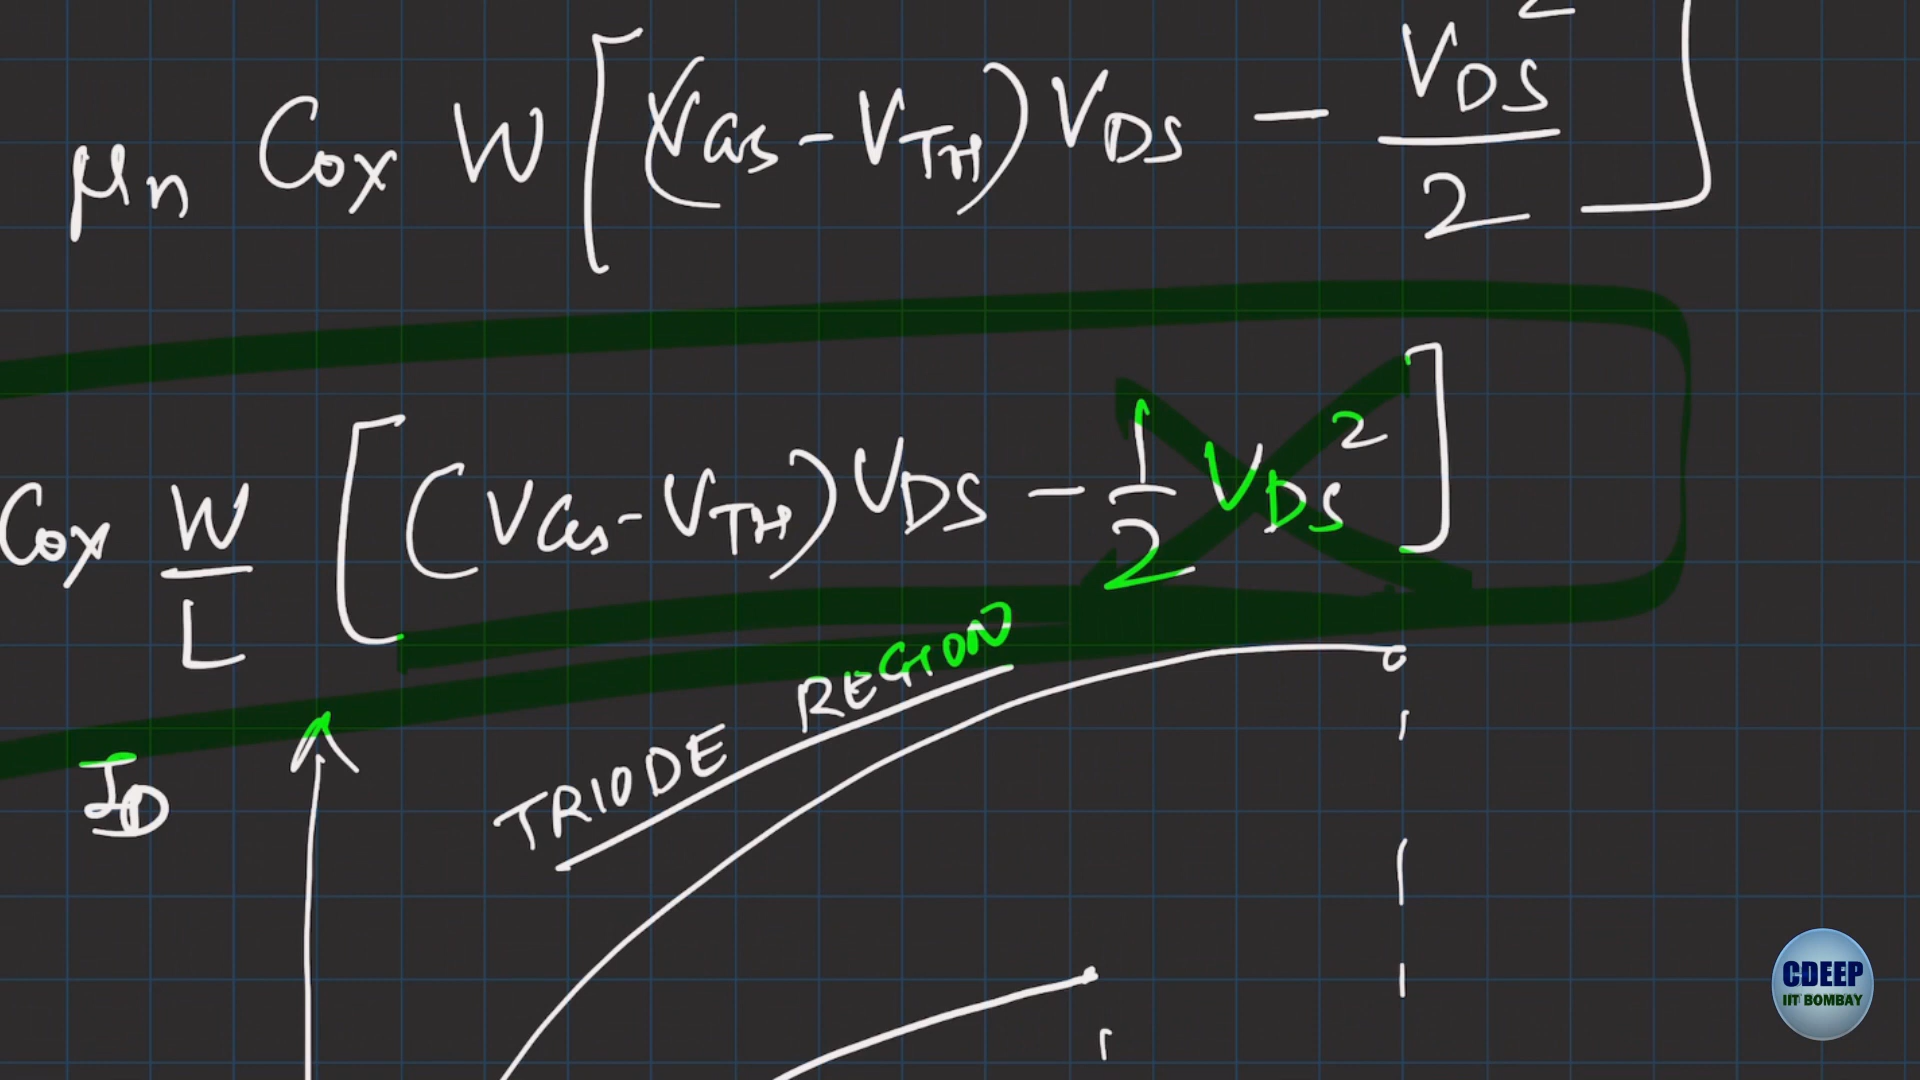 μn Cox W [(VGS - VTH) VDS - VDS²/2]
Cox W/L [(VGS - VTH) VDS - 1/2 VDS²]
TRIODE REGION
ID
CDEEP
IIT BOMBAY